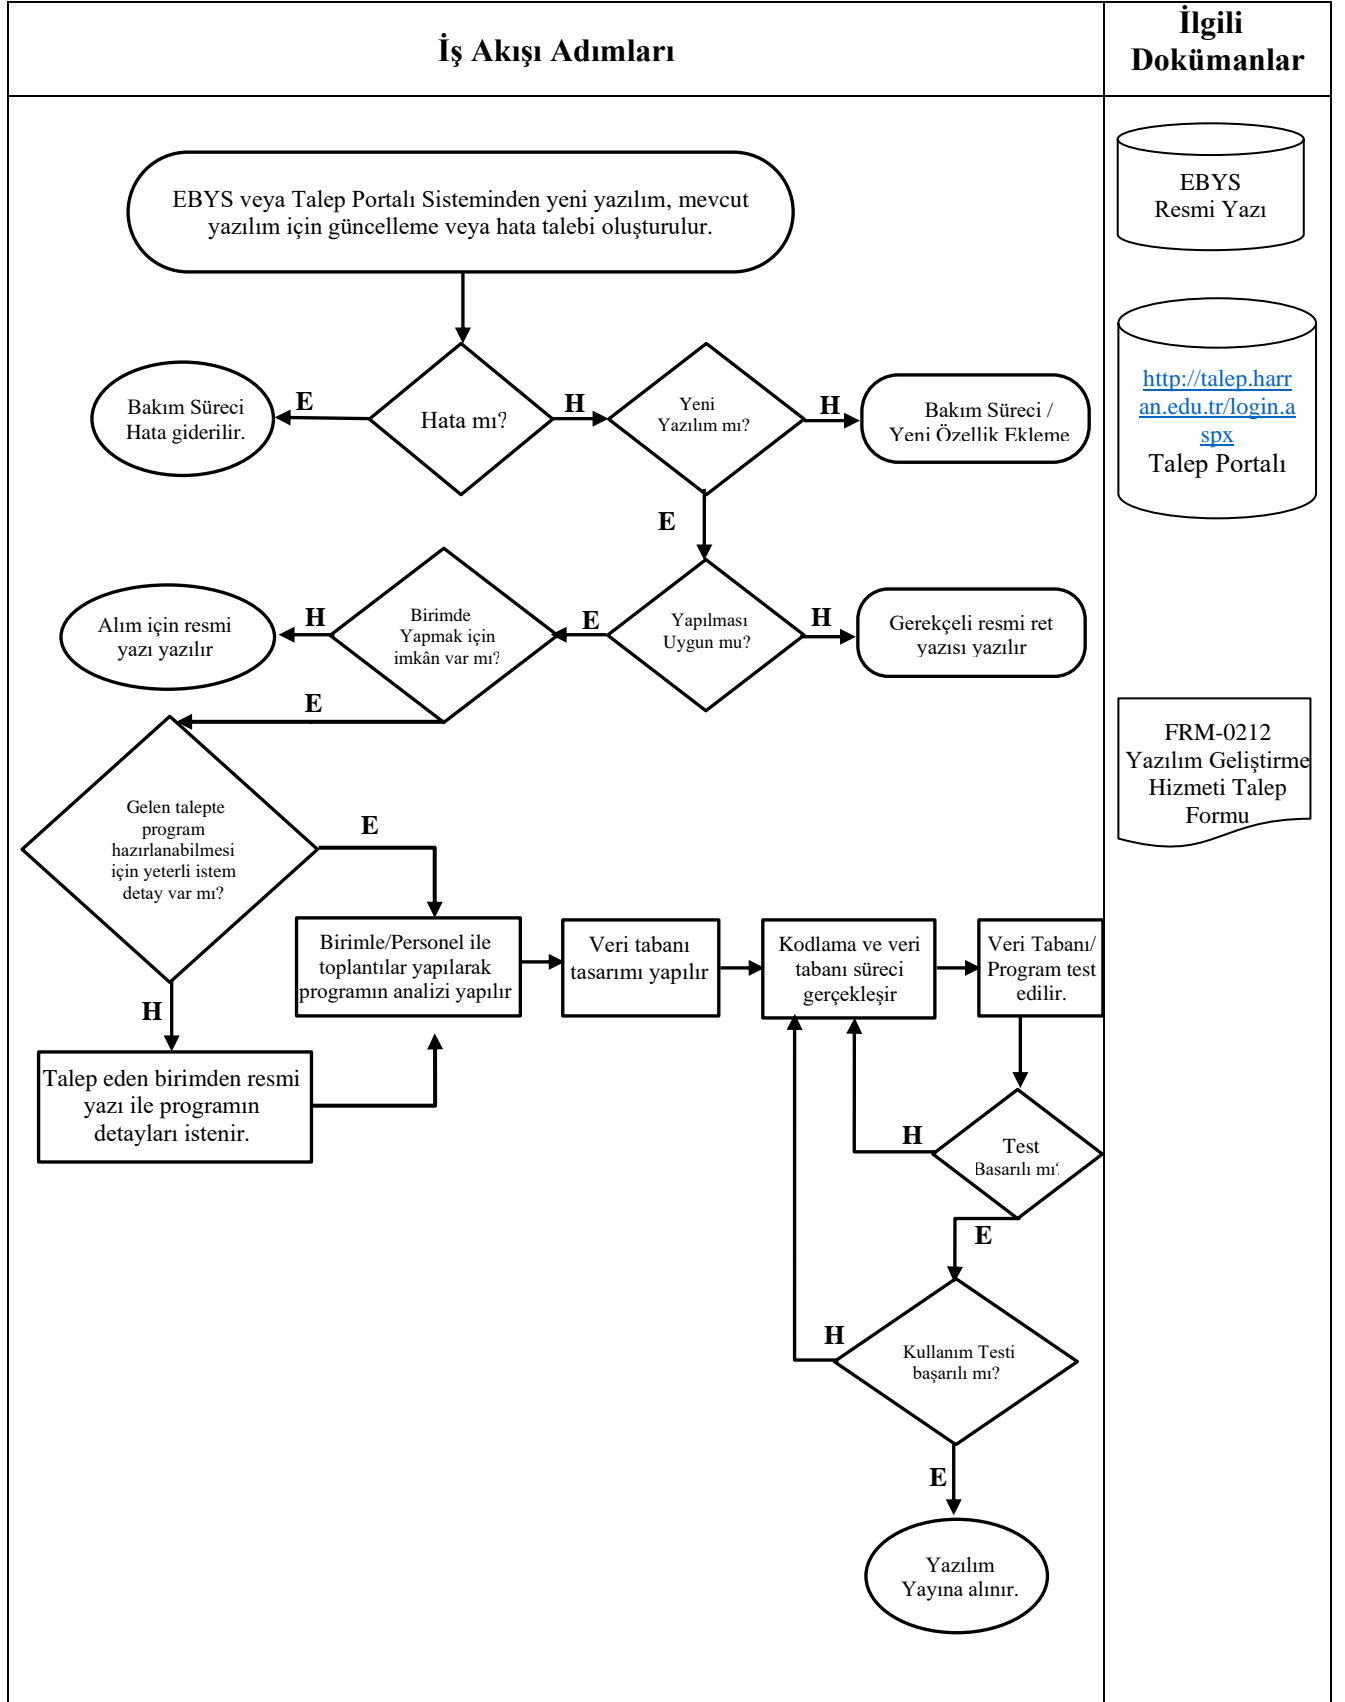 İş Akışı Adımları
İlgili
Dokümanlar
EBYS veya Talep Portalı Sisteminden yeni yazılım, mevcut
yazılım için güncelleme veya hata talebi oluşturulur.
EBYS
Resmi Yazı
http://talep.harr
an.edu.tr/login.a
spx
Talep Portalı
Bakım Süreci
Hata giderilir.
E
Hata mı?
H
Yeni
Yazılım mı?
H
Bakım Süreci /
Yeni Özellik Ekleme
E
Alım için resmi
yazı yazılır
H
Birimde
Yapmak için
imkân var mı?
E
Yapılması
Uygun mu?
H
Gerekçeli resmi ret
yazısı yazılır
E
FRM-0212
Yazılım Geliştirme
Hizmeti Talep
Formu
Gelen talepte
program
hazırlanabilmesi
için yeterli istem
detay var mı?
E
Birimle/Personel ile
toplantılar yapılarak
programın analizi yapılır
Veri tabanı
tasarımı yapılır
Kodlama ve veri
tabanı süreci
gerçekleşir
Veri Tabanı/
Program test
edilir.
H
Talep eden birimden resmi
yazı ile programın
detayları istenir.
H
Test
Başarılı mı?
E
H
Kullanım Testi
başarılı mı?
E
Yazılım
Yayına alınır.